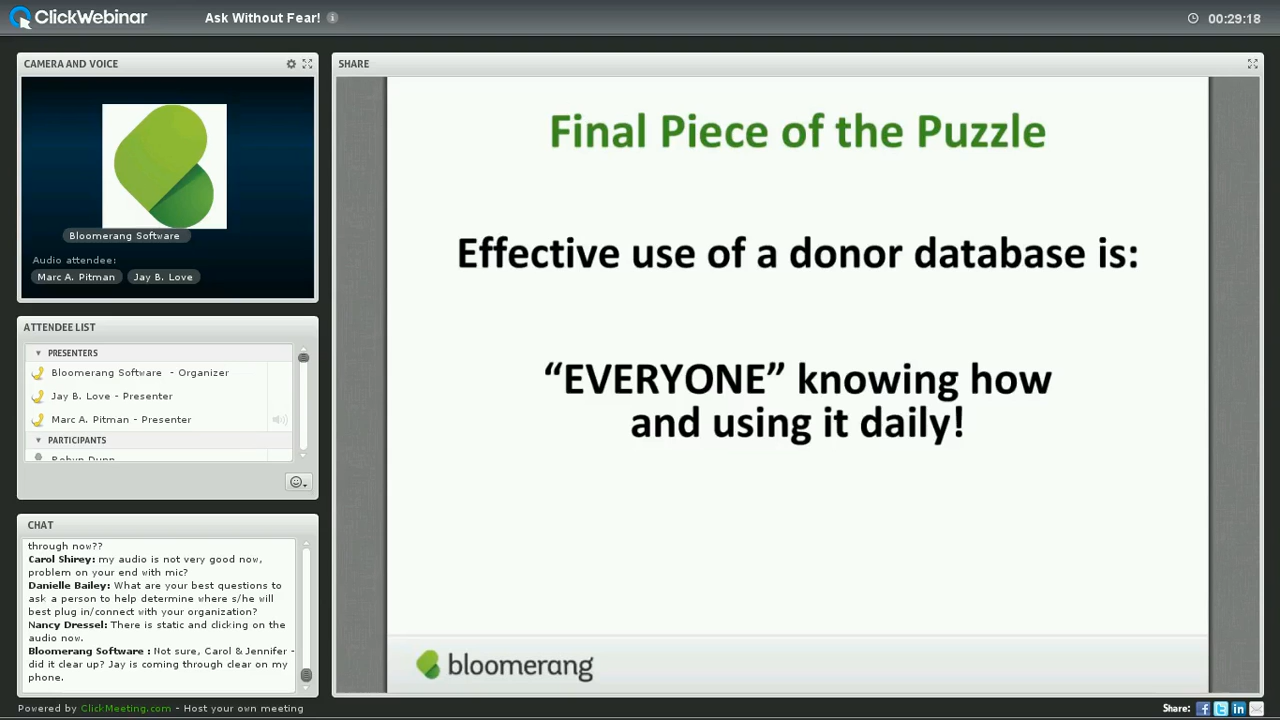 ClickWebinar
Ask Without Fear!
00:29:18
CAMERA AND VOICE
Bloomerang Software
Audio attendee:
Marc A. Pitman
Jay B. Love
ATTENDEE LIST
PRESENTERS
Bloomerang Software - Organizer
Jay B. Love - Presenter
Marc A. Pitman - Presenter
PARTICIPANTS
Robyn Dunn
CHAT
through now??
Carol Shirey: my audio is not very good now,
problem on your end with mic?
Danielle Bailey: What are your best questions to
ask a person to help determine where s/he will
best plug in/connect with your organization?
Nancy Dressel: There is static and clicking on the
audio now.
Bloomerang Software : Not sure, Carol & Jennifer -
did it clear up? Jay is coming through clear on my
phone.
SHARE
Final Piece of the Puzzle
Effective use of a donor database is:
“EVERYONE” knowing how
and using it daily!
bloomerang
Powered by ClickMeeting.com - Host your own meeting
Share: